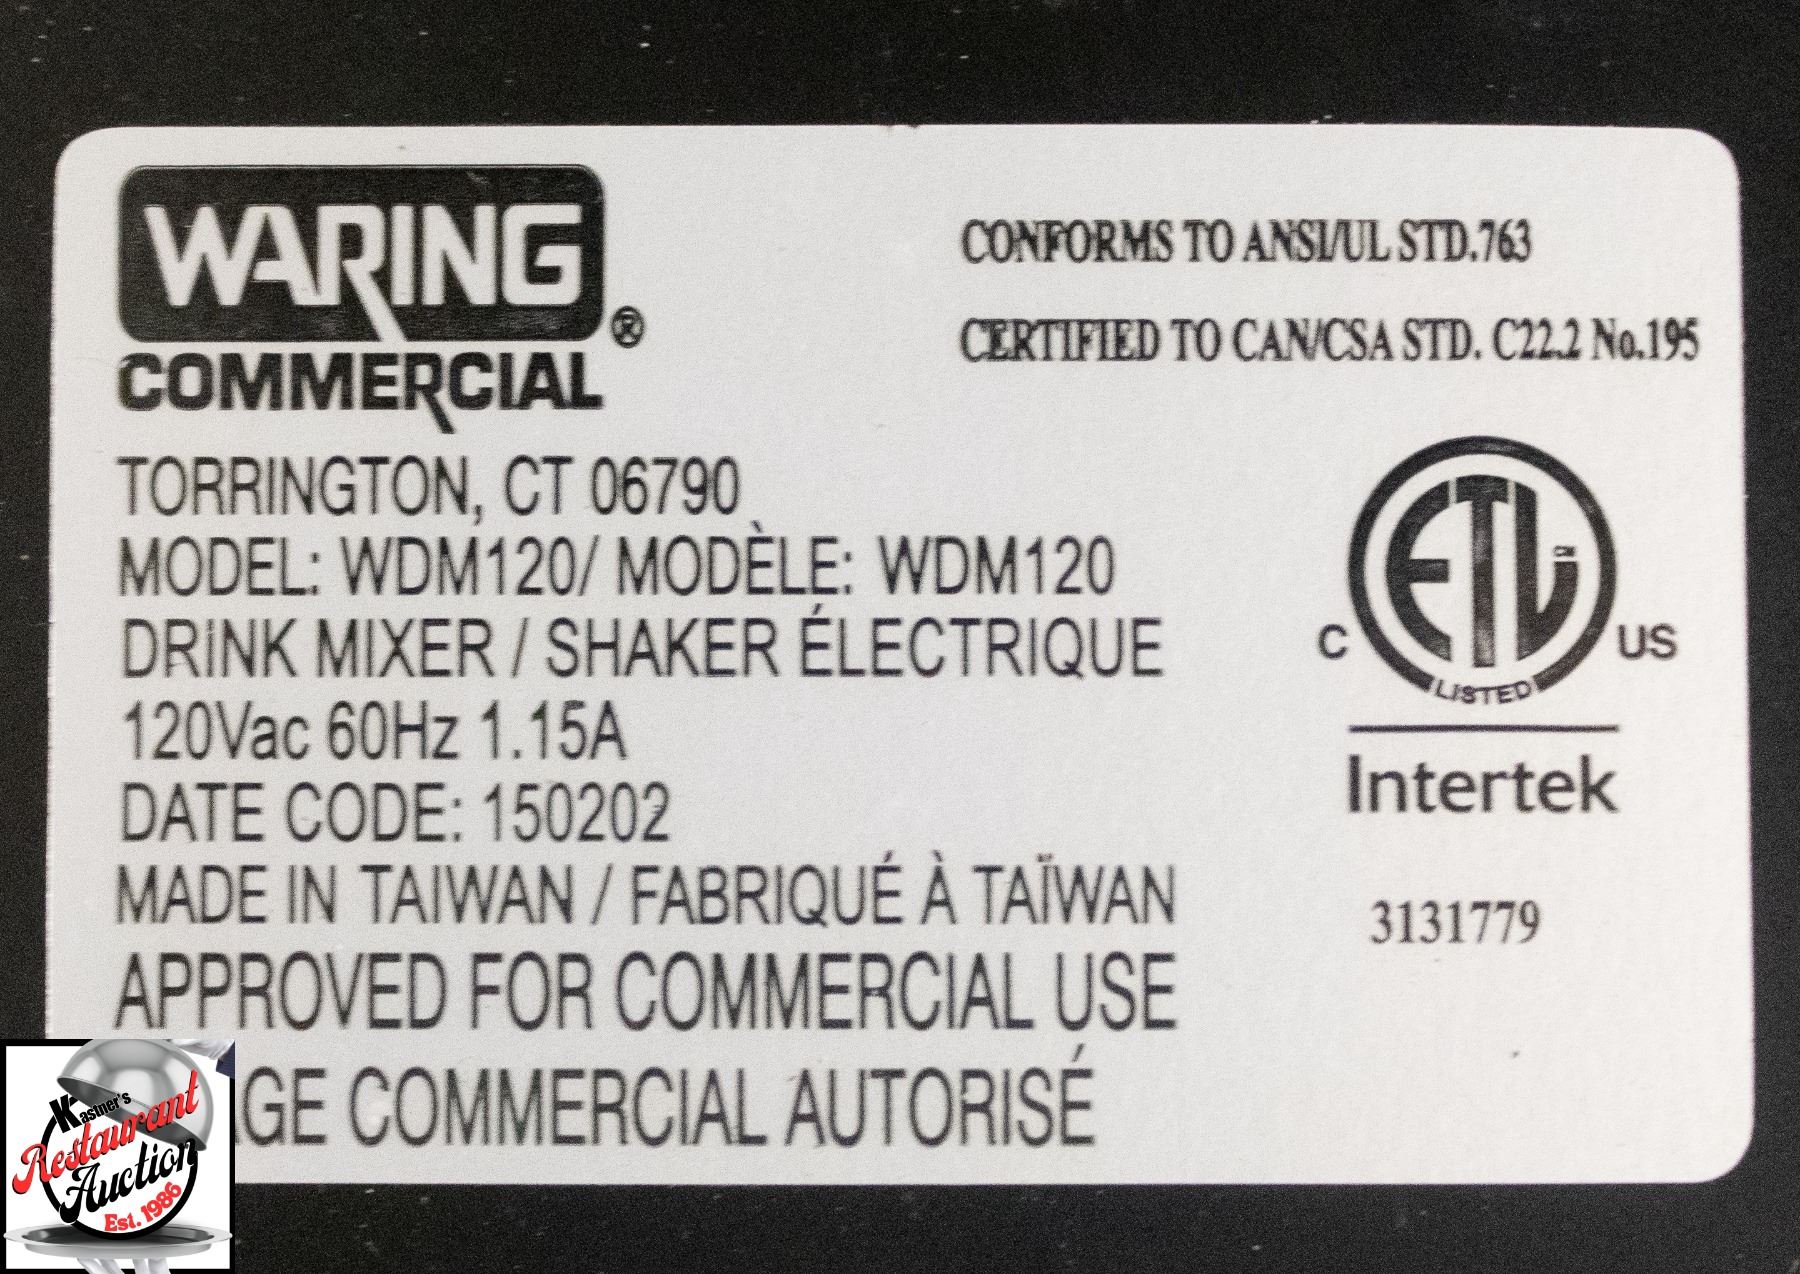 WARING
COMMERCIAL®
TORRINGTON, CT 06790
MODEL: WDM120/ MODÈLE: WDM120
DRINK MIXER / SHAKER ÉLECTRIQUE
120Vac 60Hz 1.15A
DATE CODE: 150202
MADE IN TAIWAN / FABRIQUÉ À TAÏWAN
APPROVED FOR COMMERCIAL USE
GE COMMERCIAL AUTORISÉ
CONFORMS TO ANSI/UL STD.763
CERTIFIED TO CAN/CSA STD. C22.2 No.195
ETL CM
C US
LISTED
Intertek
3131779
Kastner's
Restaurant
Auction
Est. 1986